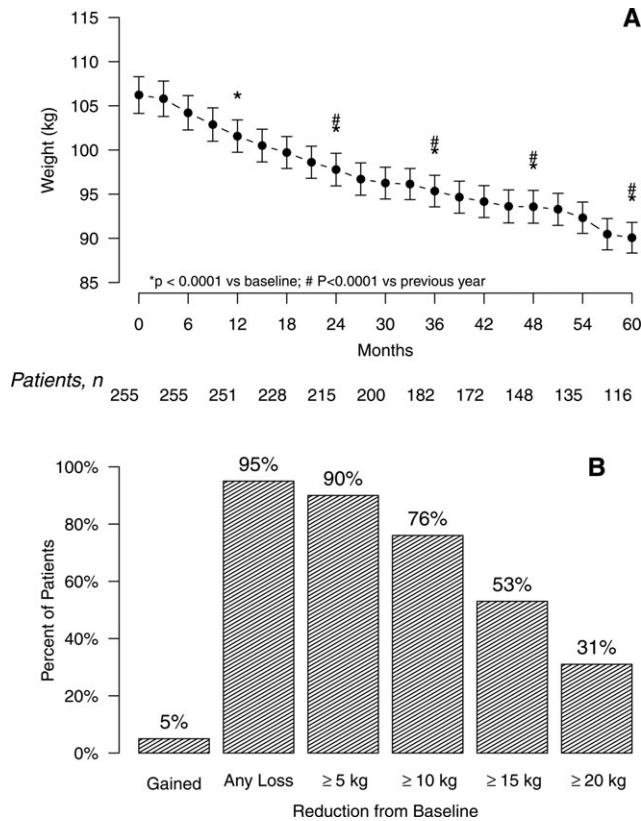 A
115
110
105
100
95
90
85
Weight (kg)
*
#
*
#
*
#
*
#
*
*p < 0.0001 vs baseline; # P<0.0001 vs previous year
0 6 12 18 24 30 36 42 48 54 60
Months
Patients, n
255 255 251 228 215 200 182 172 148 135 116
B
100%
80%
60%
40%
20%
0%
Percent of Patients
5%
95%
90%
76%
53%
31%
Gained Any Loss ≥ 5 kg ≥ 10 kg ≥ 15 kg ≥ 20 kg
Reduction from Baseline